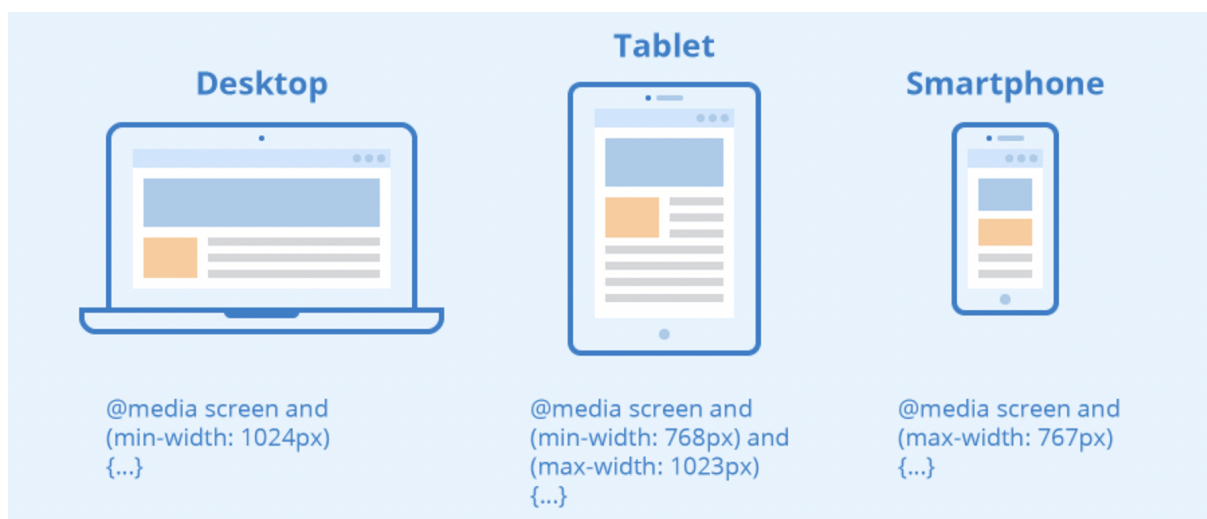 Desktop
Tablet
Smartphone
@media screen and
(min-width: 1024px)
{...}
@media screen and
(min-width: 768px) and
(max-width: 1023px)
{...}
@media screen and
(max-width: 767px)
{...}